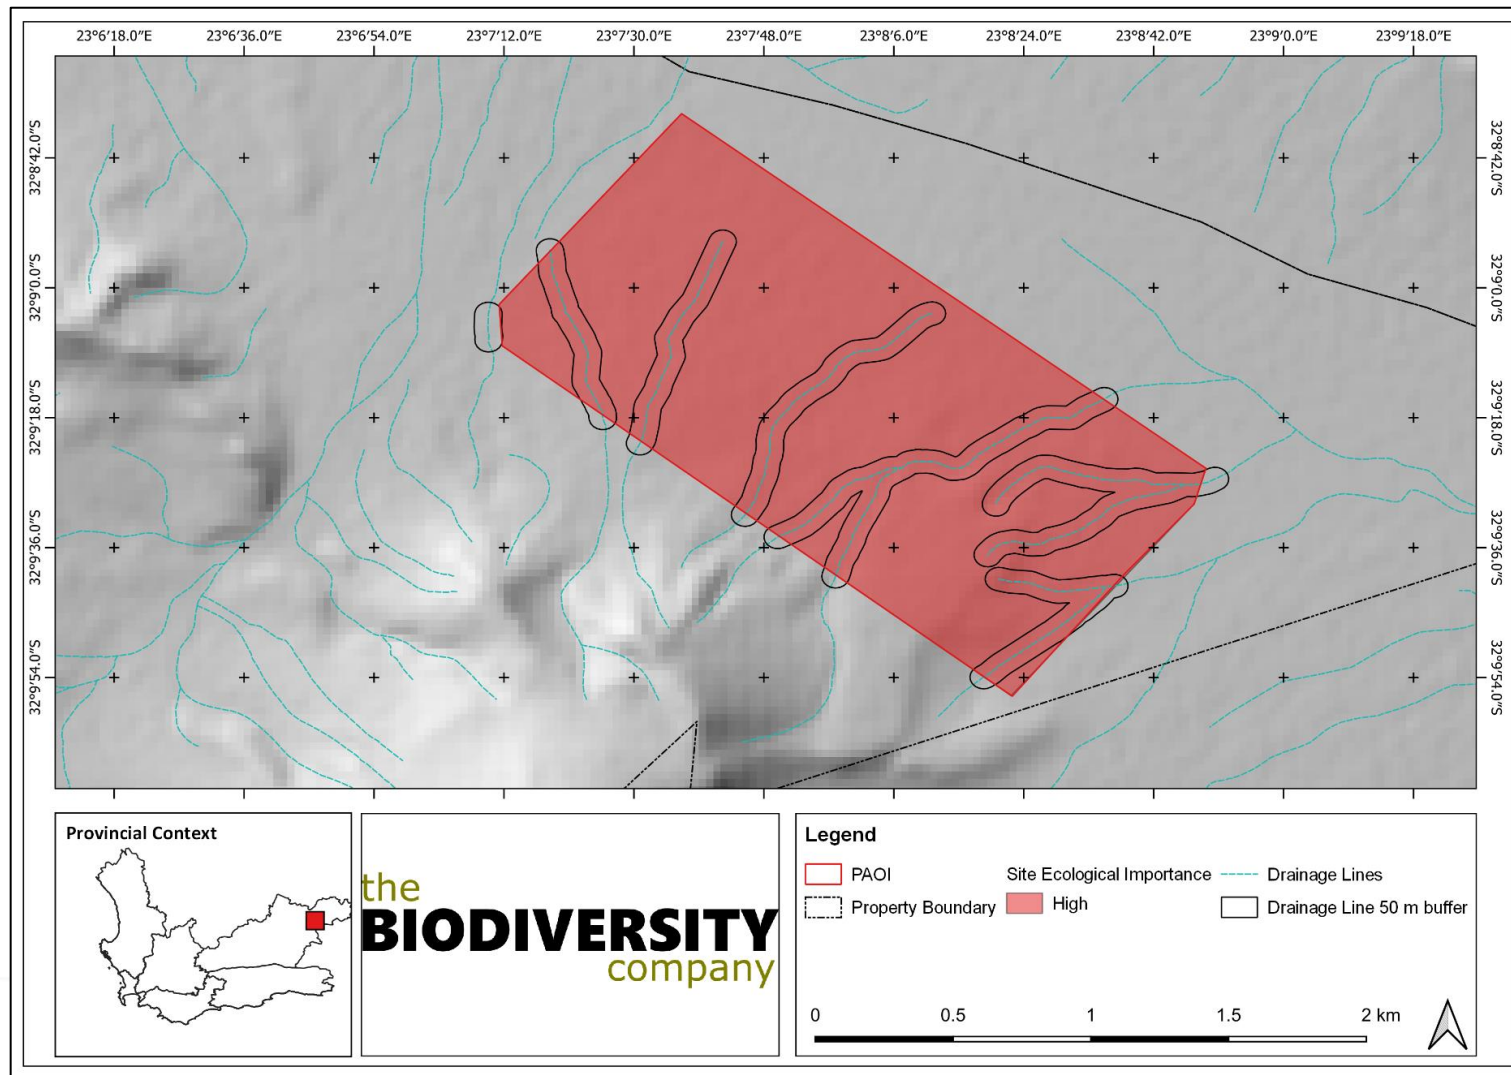 23°6′18.0″E 23°6′36.0″E 23°6′54.0″E 23°7′12.0″E 23°7′30.0″E 23°7′48.0″E 23°8′6.0″E 23°8′24.0″E 23°8′42.0″E 23°9′0.0″E 23°9′18.0″E
32°8′42.0″S 32°8′42.0″S
32°9′0.0″S 32°9′0.0″S
32°9′18.0″S 32°9′18.0″S
32°9′36.0″S 32°9′36.0″S
32°9′54.0″S 32°9′54.0″S
Provincial Context
the
BIODIVERSITY
company
Legend
PAOI
Property Boundary
Site Ecological Importance
High
Drainage Lines
Drainage Line 50 m buffer
0 0.5 1 1.5 2 km